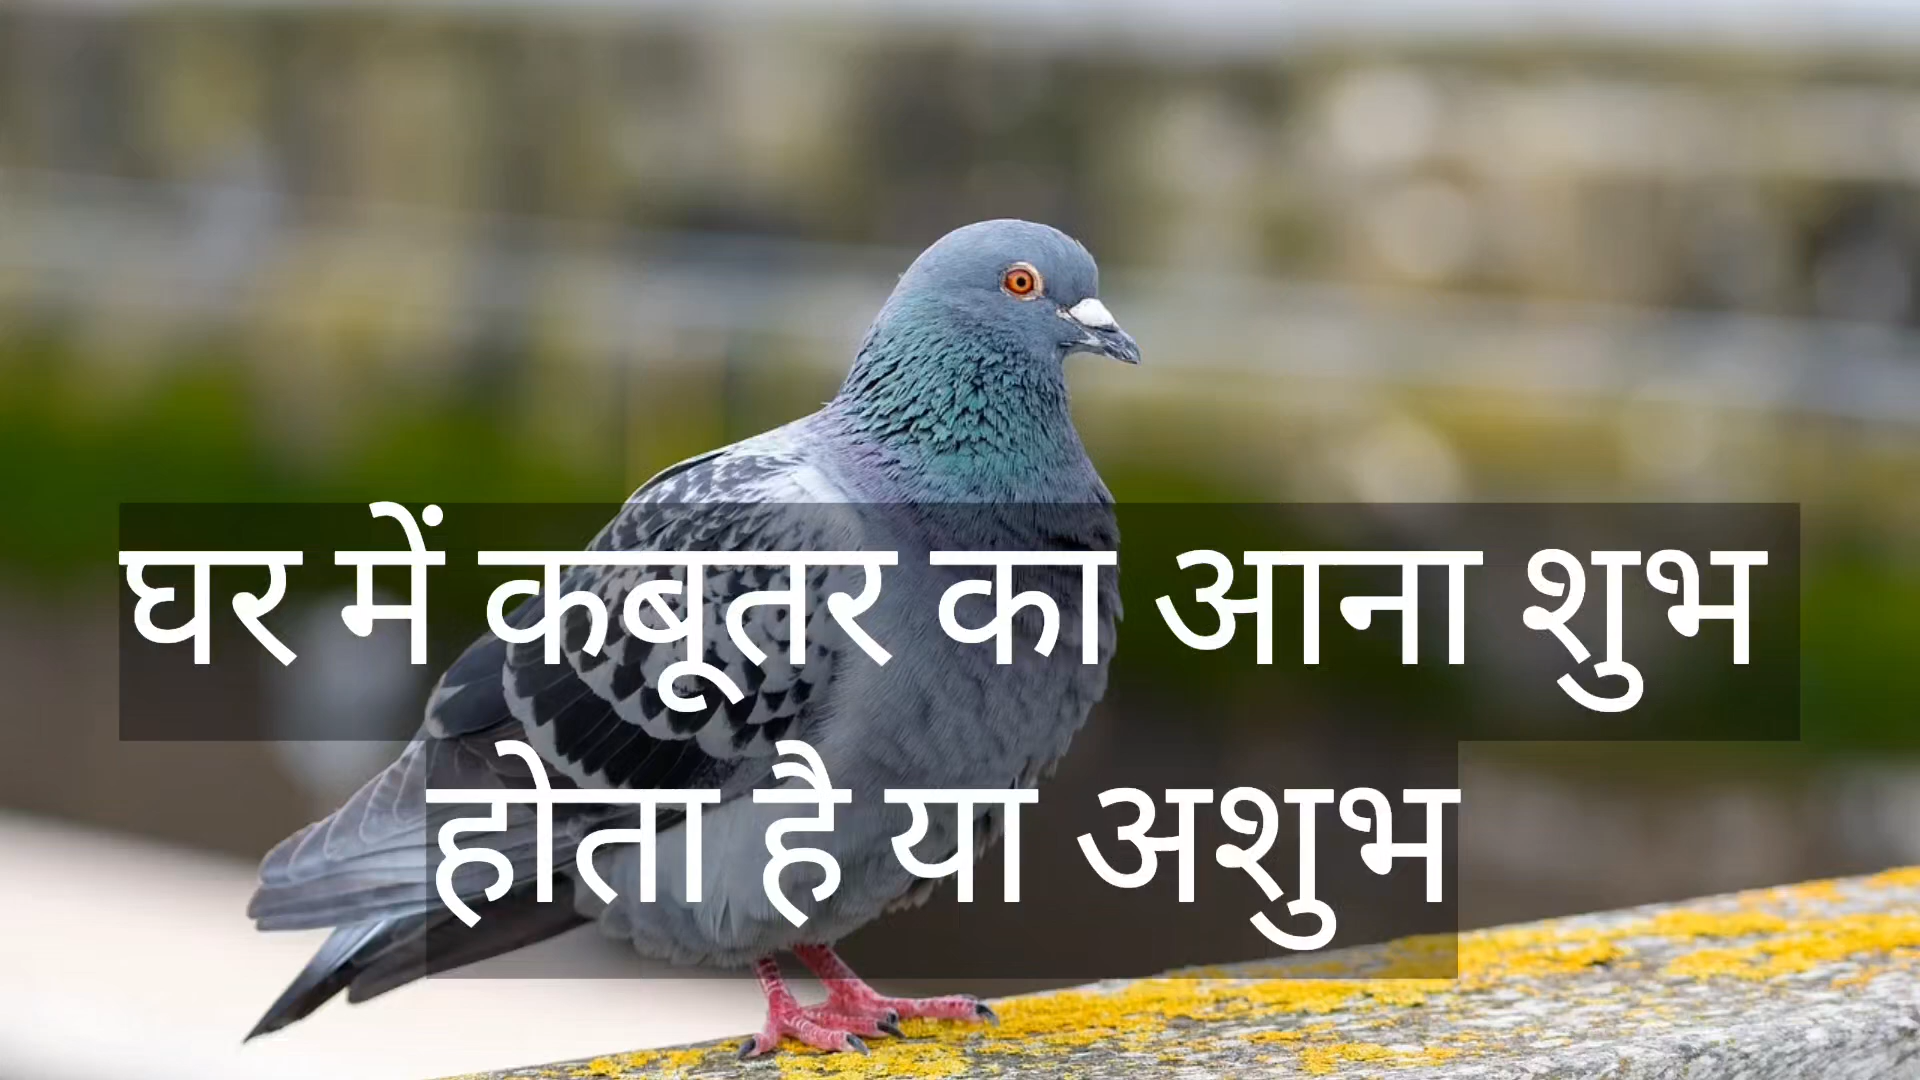 घर में कबूतर का आना शुभ
होता है या अशुभ